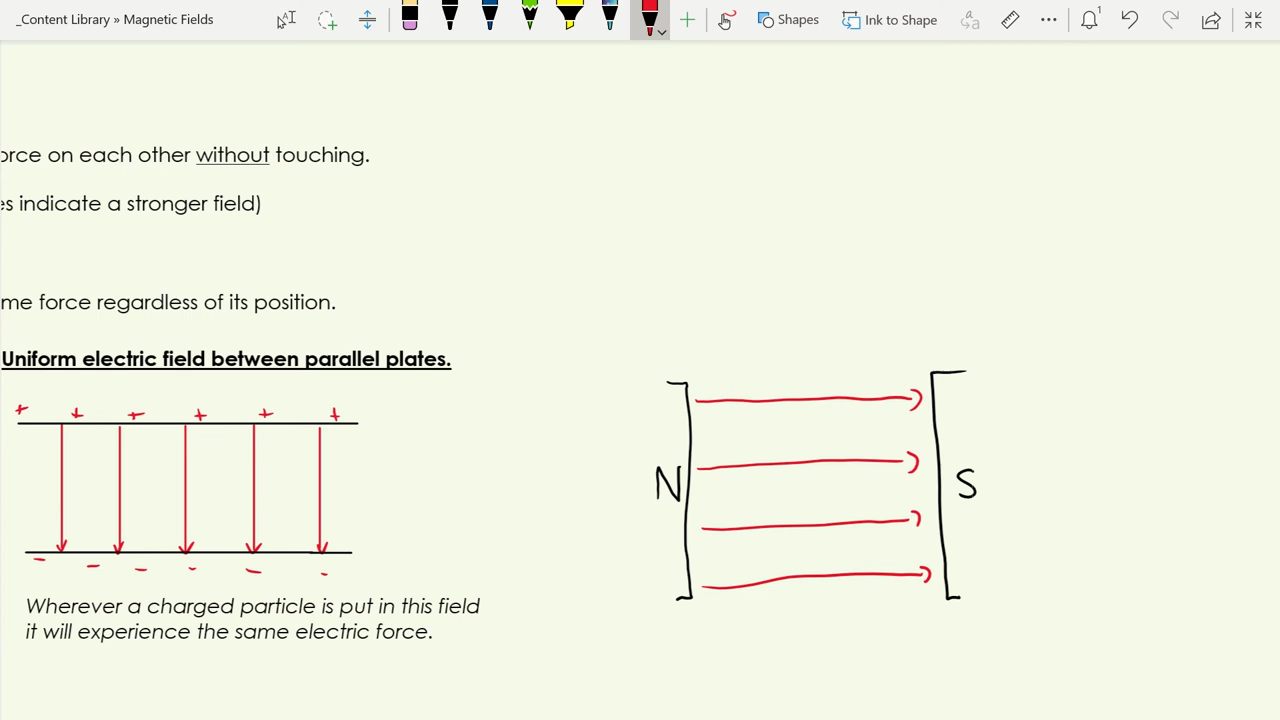 _Content Library » Magnetic Fields
Shapes
Ink to Shape
1
orce on each other without touching.
es indicate a stronger field)
me force regardless of its position.
Uniform electric field between parallel plates.
+ + + + + +
N
S
- - - - - -
Wherever a charged particle is put in this field
it will experience the same electric force.